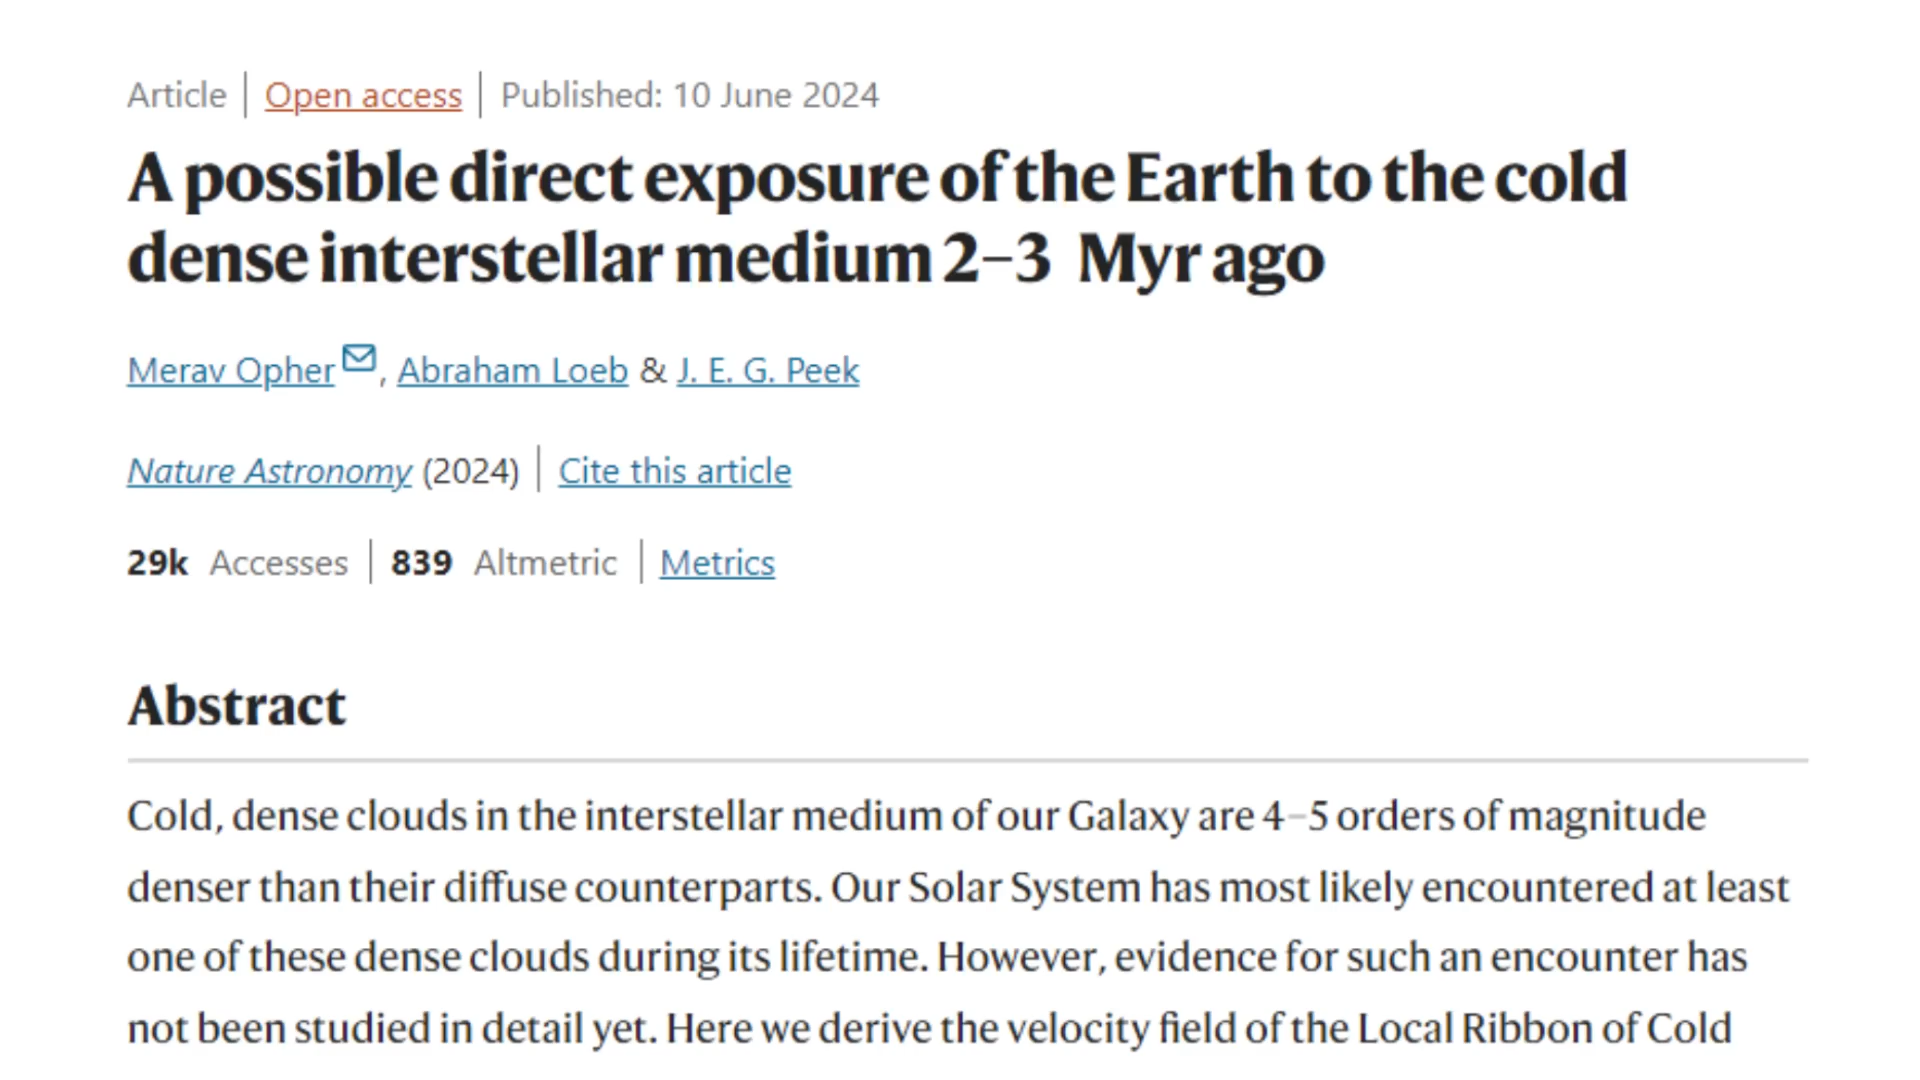 Article | Open access | Published: 10 June 2024
A possible direct exposure of the Earth to the cold
dense interstellar medium 2–3 Myr ago
Merav Opher, Abraham Loeb & J. E. G. Peek
Nature Astronomy (2024) | Cite this article
29k Accesses | 839 Altmetric | Metrics
Abstract
Cold, dense clouds in the interstellar medium of our Galaxy are 4–5 orders of magnitude
denser than their diffuse counterparts. Our Solar System has most likely encountered at least
one of these dense clouds during its lifetime. However, evidence for such an encounter has
not been studied in detail yet. Here we derive the velocity field of the Local Ribbon of Cold